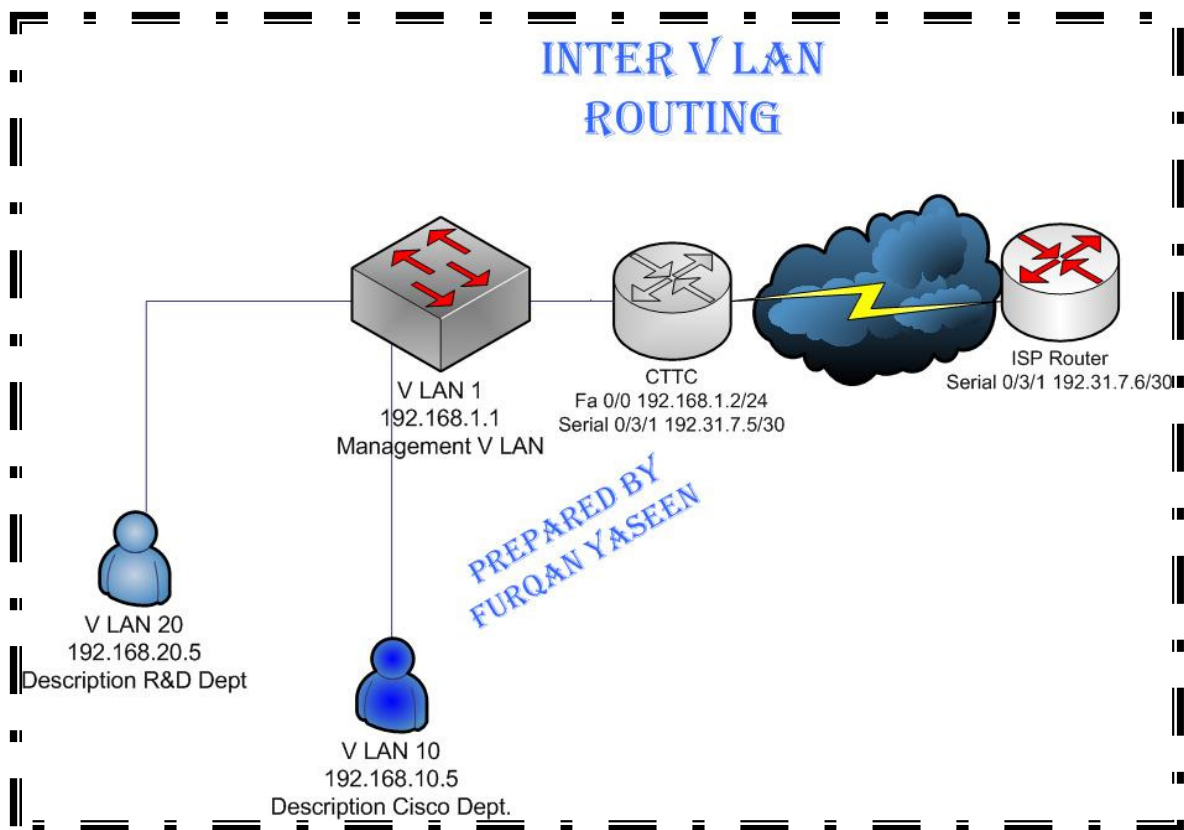 INTER V LAN
ROUTING
V LAN 1
192.168.1.1
Management V LAN
CTTC
Fa 0/0 192.168.1.2/24
Serial 0/3/1 192.31.7.5/30
ISP Router
Serial 0/3/1 192.31.7.6/30
PREPARED BY
FURQAN YASEEN
V LAN 20
192.168.20.5
Description R&D Dept
V LAN 10
192.168.10.5
Description Cisco Dept.